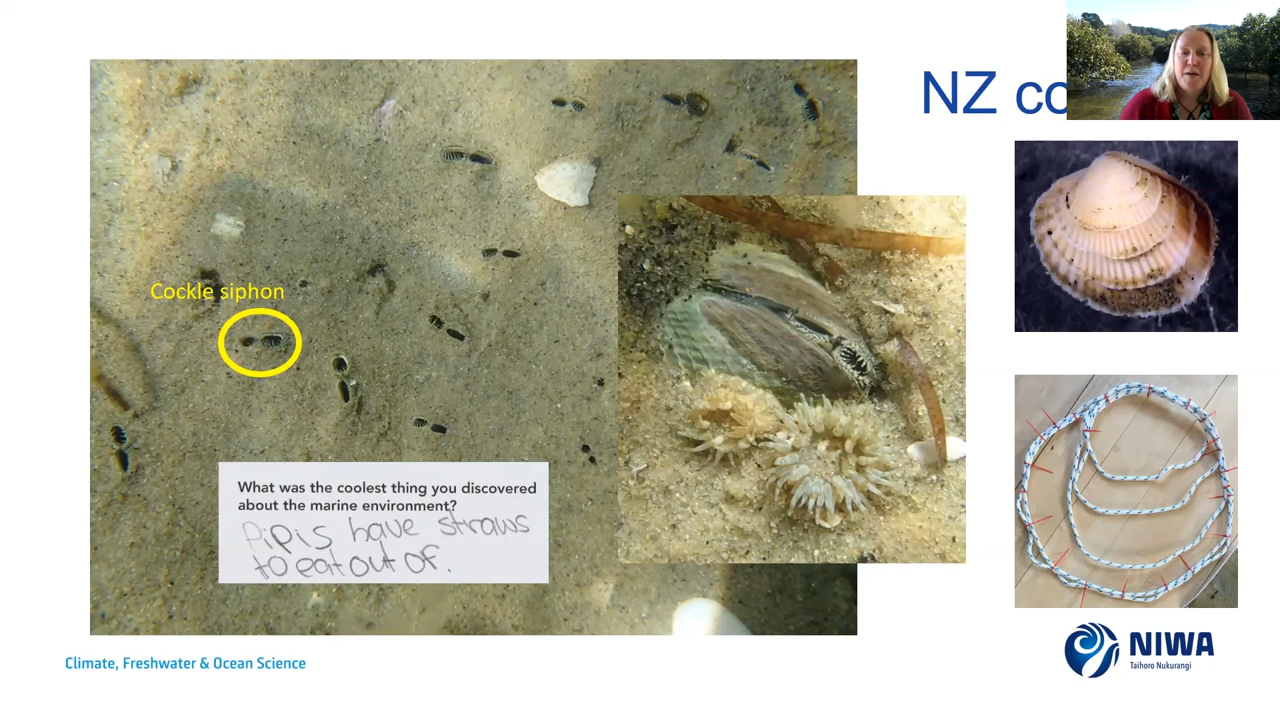 NZ co
Cockle siphon
What was the coolest thing you discovered
about the marine environment?
Pipis have straws
to eat out of.
Climate, Freshwater & Ocean Science
NIWA
Taihoro Nukurangi